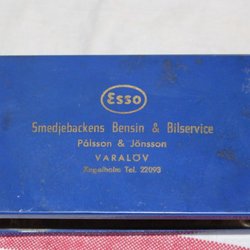 Esso
Smedjebackens Bensin & Bilservice
Pålsson & Jönsson
VARALÖV
Ängelholm Tel. 22093